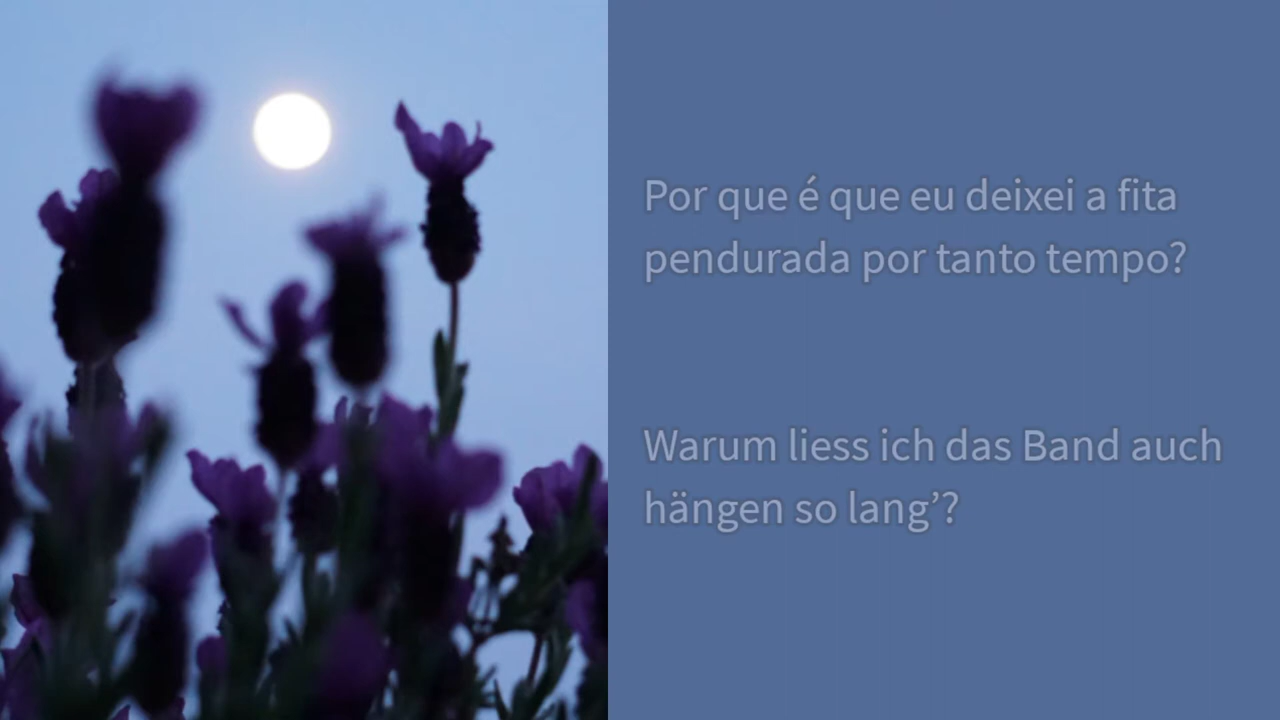 Por que é que eu deixei a fita
pendurada por tanto tempo?
Warum liess ich das Band auch
hängen so lang’?